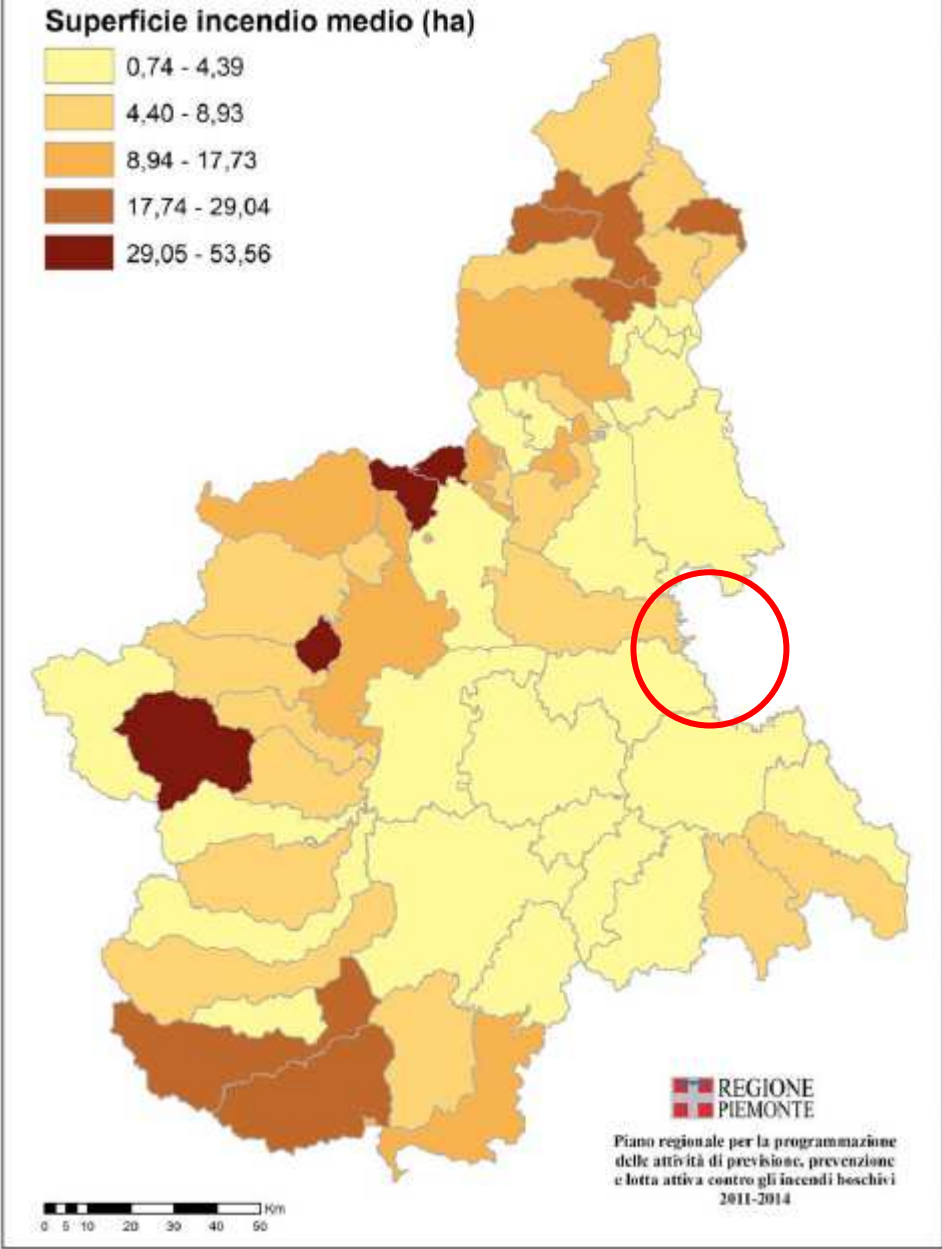 Superficie incendio medio (ha)
0,74 - 4,39
4,40 - 8,93
8,94 - 17,73
17,74 - 29,04
29,05 - 53,56
REGIONE
PIEMONTE
Piano regionale per la programmazione
delle attività di previsione, prevenzione
e lotta attiva contro gli incendi boschivi
2011-2014
Km
0 5 10 20 30 40 50